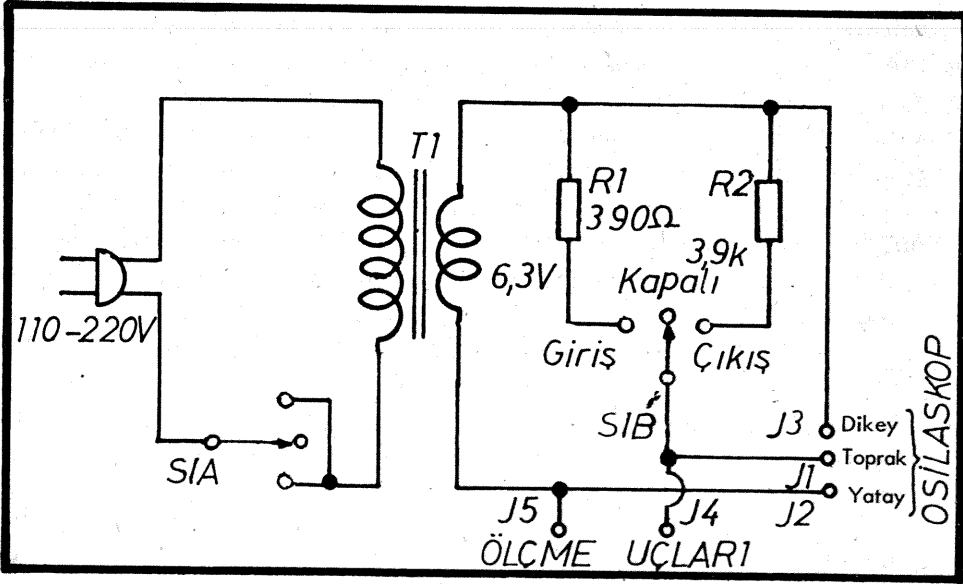 T1
R1
390Ω
R2
3,9k
6,3V
Kapalı
110-220V
Giriş
Çıkış
S1A
S1B
J3
Dikey
J1
Toprak
J2
Yatay
OSİLASKOP
J5
J4
ÖLÇME UÇLARI